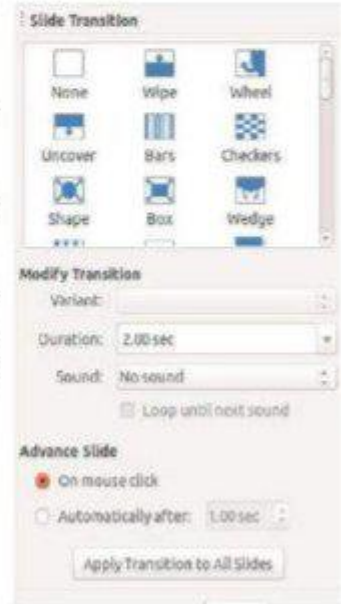 Slide Transition
None Wipe Wheel
Uncover Bars Checkers
Shape Box Wedge
Modify Transition
Variant:
Duration: 2.00 sec
Sound: No sound
Loop until next sound
Advance Slide
On mouse click
Automatically after: 1.00 sec
Apply Transition to All Slides